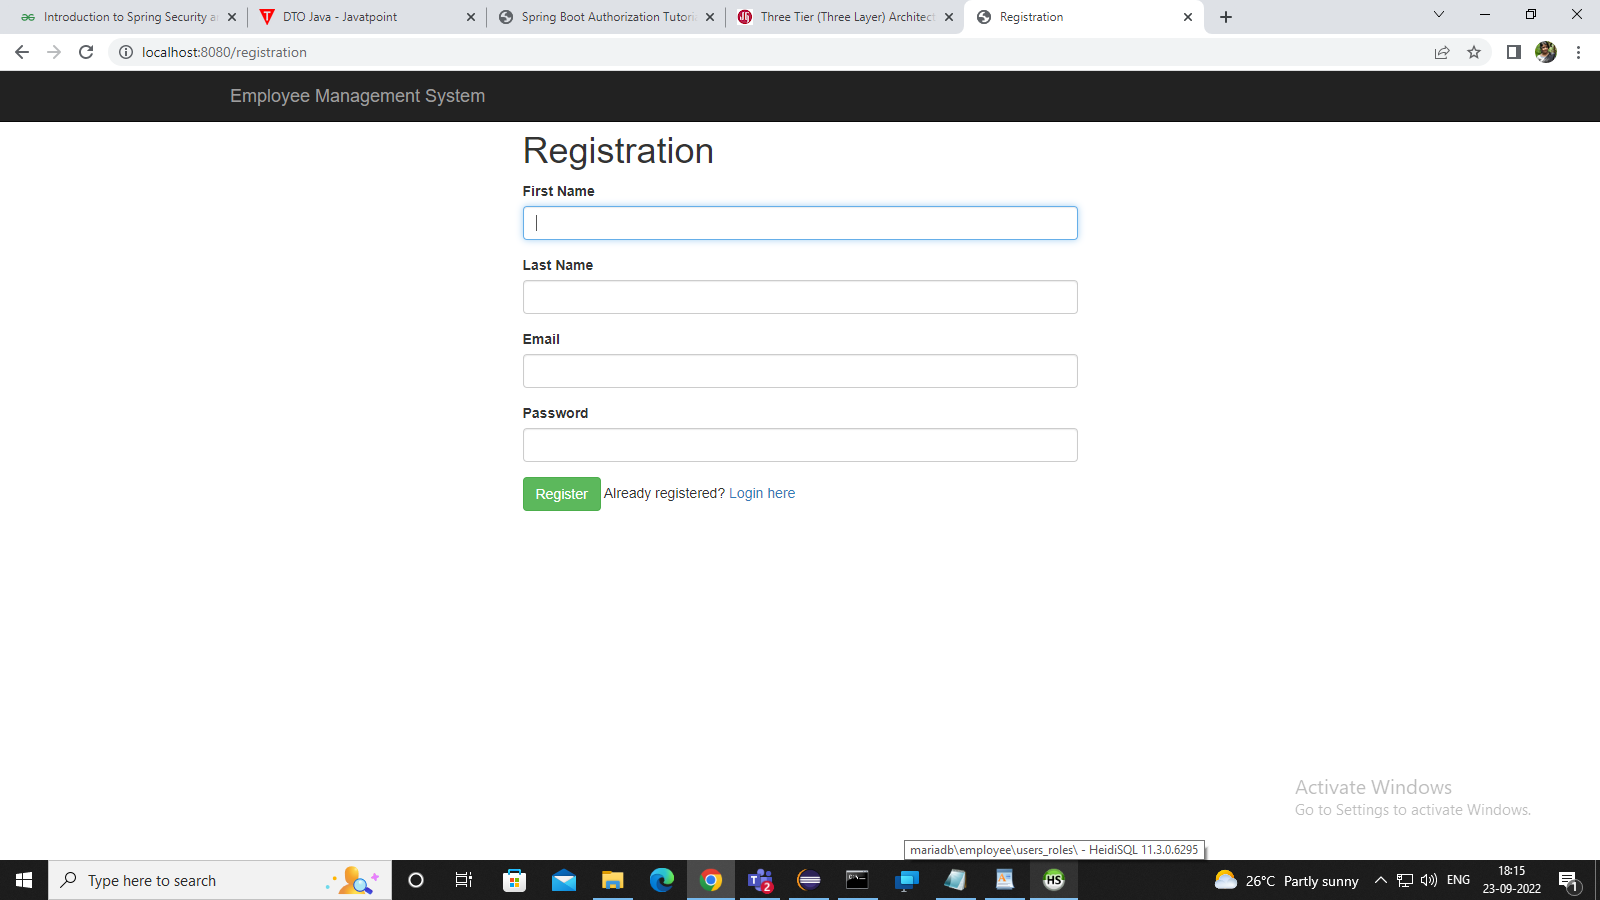 Introduction to Spring Security a
DTO Java - Javatpoint
Spring Boot Authorization Tutori
Three Tier (Three Layer) Architect
Registration
localhost:8080/registration
Employee Management System
Registration
First Name
Last Name
Email
Password
Register Already registered? Login here
Activate Windows
Go to Settings to activate Windows.
mariadb\employee\users_roles\ - HeidiSQL 11.3.0.6295
Type here to search
2
HS
26°C Partly sunny
ENG
18:15
23-09-2022
1